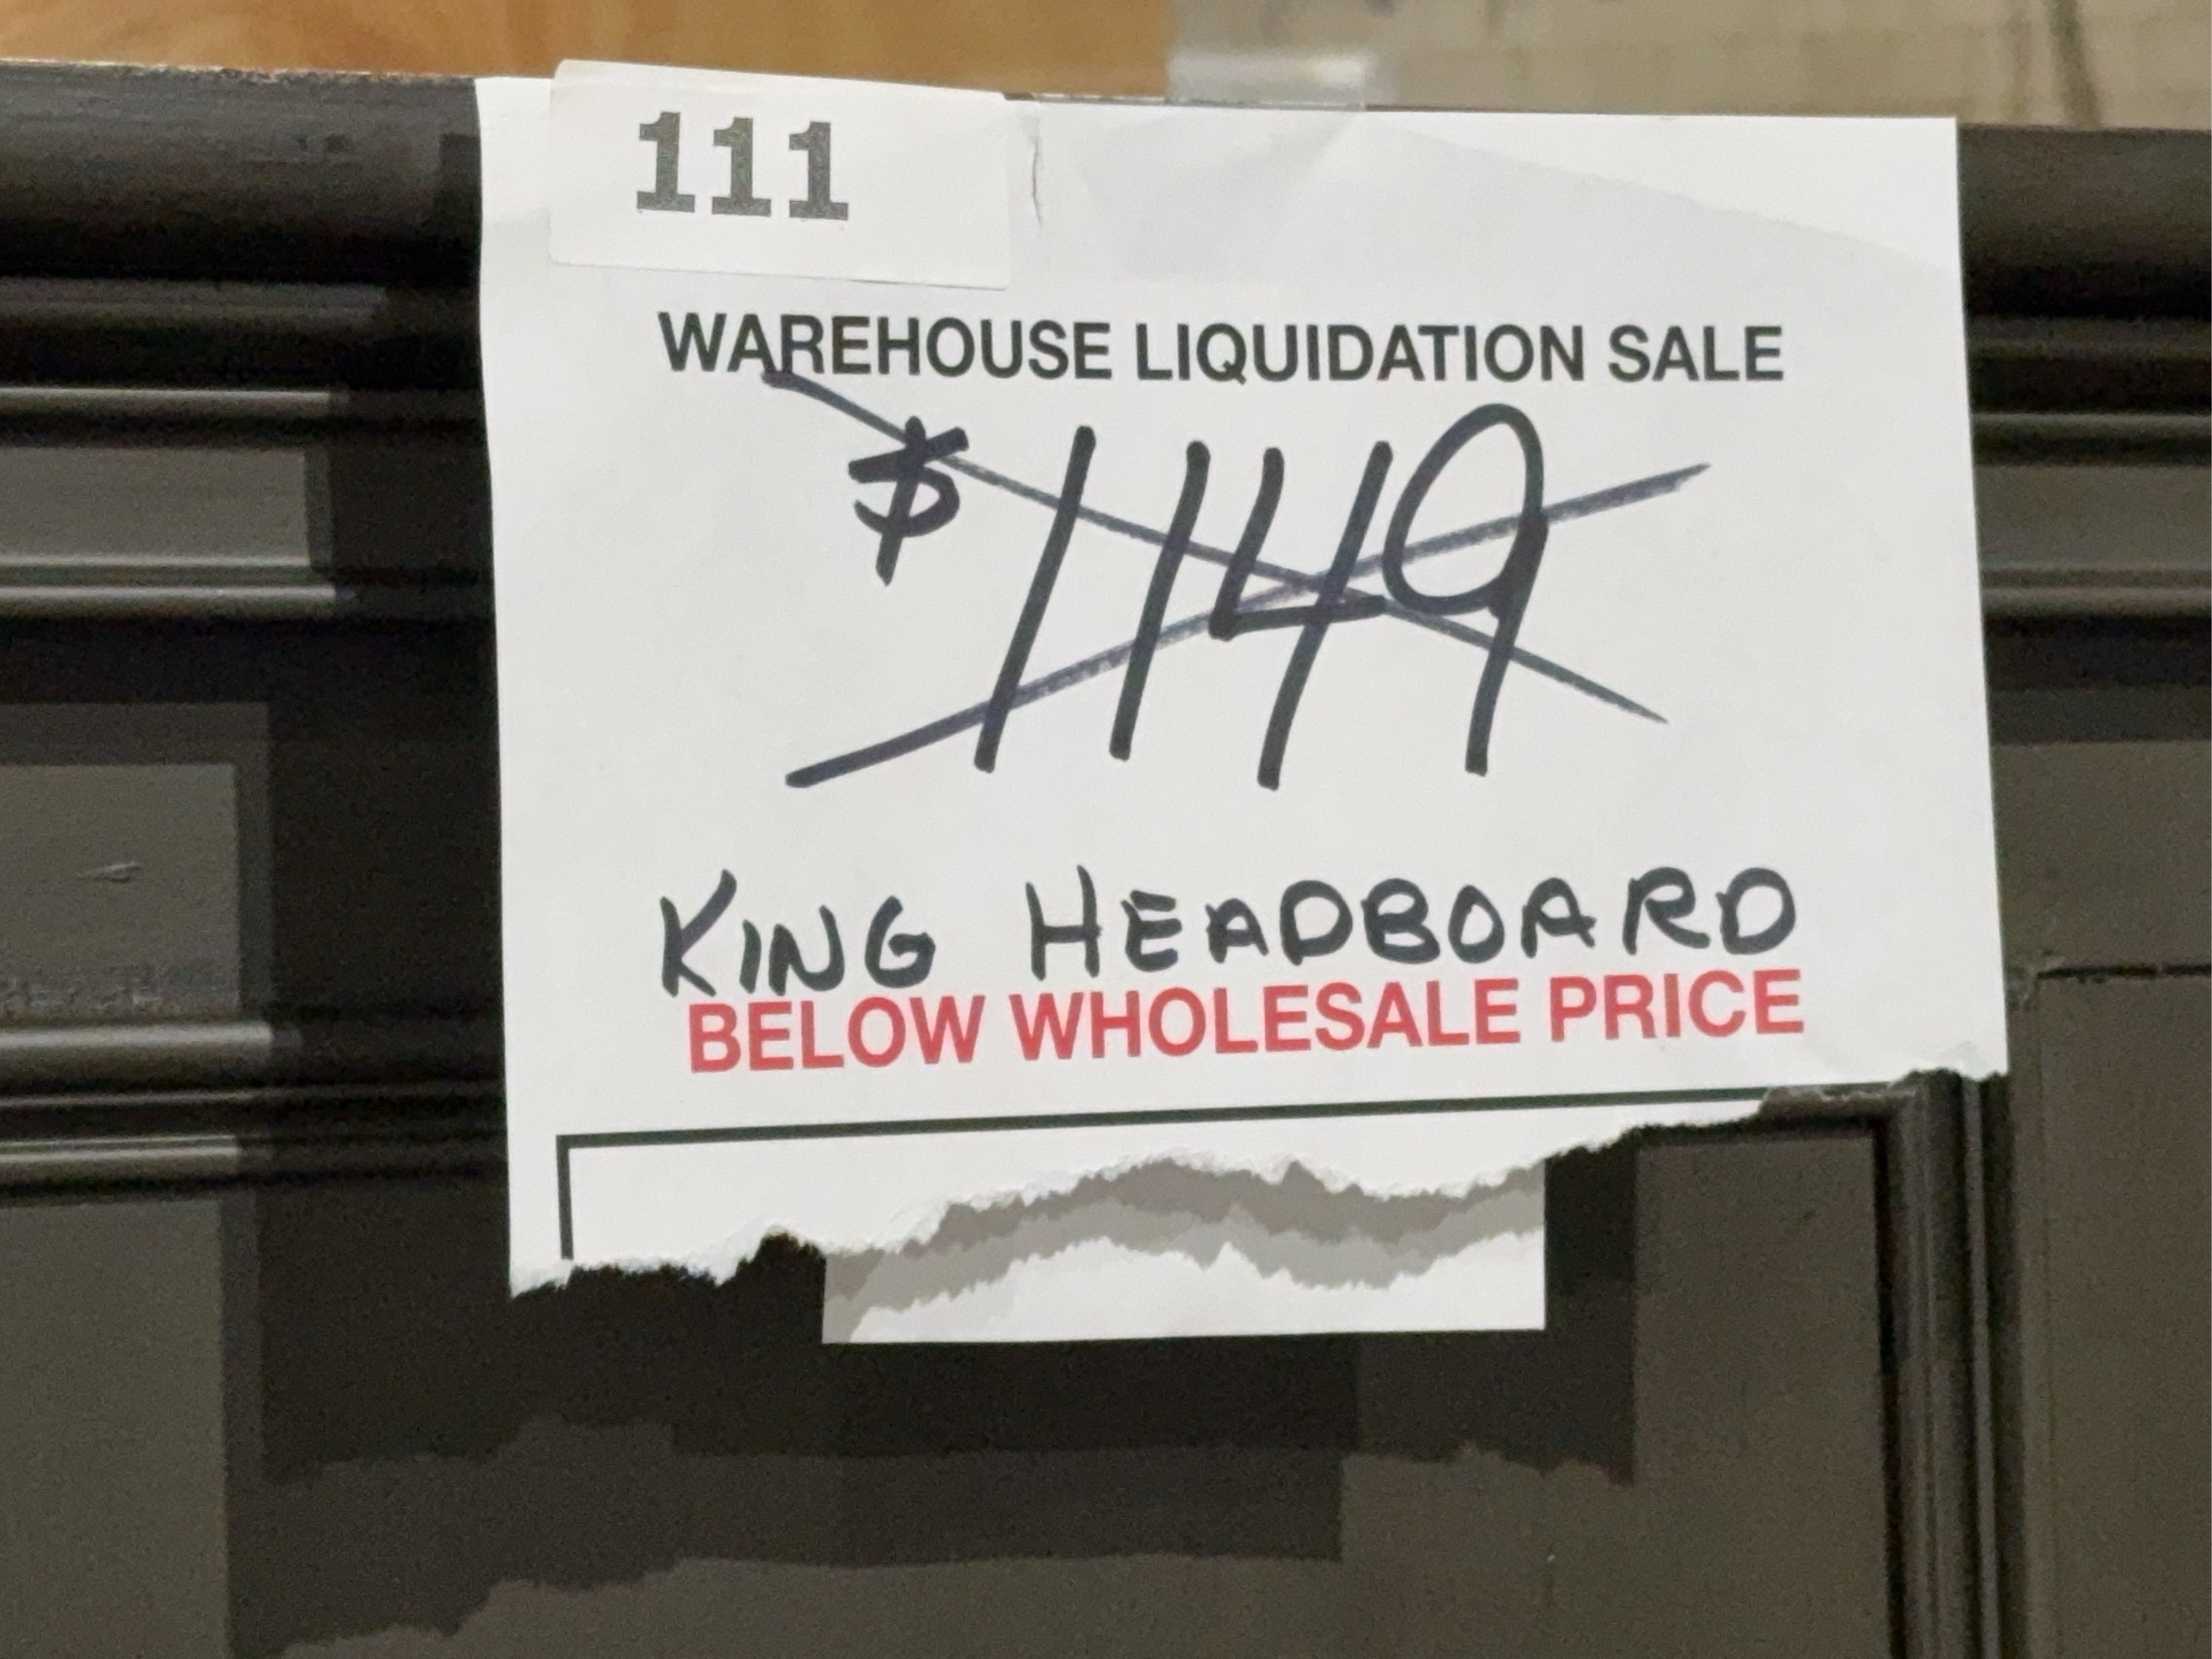 111
WAREHOUSE LIQUIDATION SALE
$1149
KING HEADBOARD
BELOW WHOLESALE PRICE